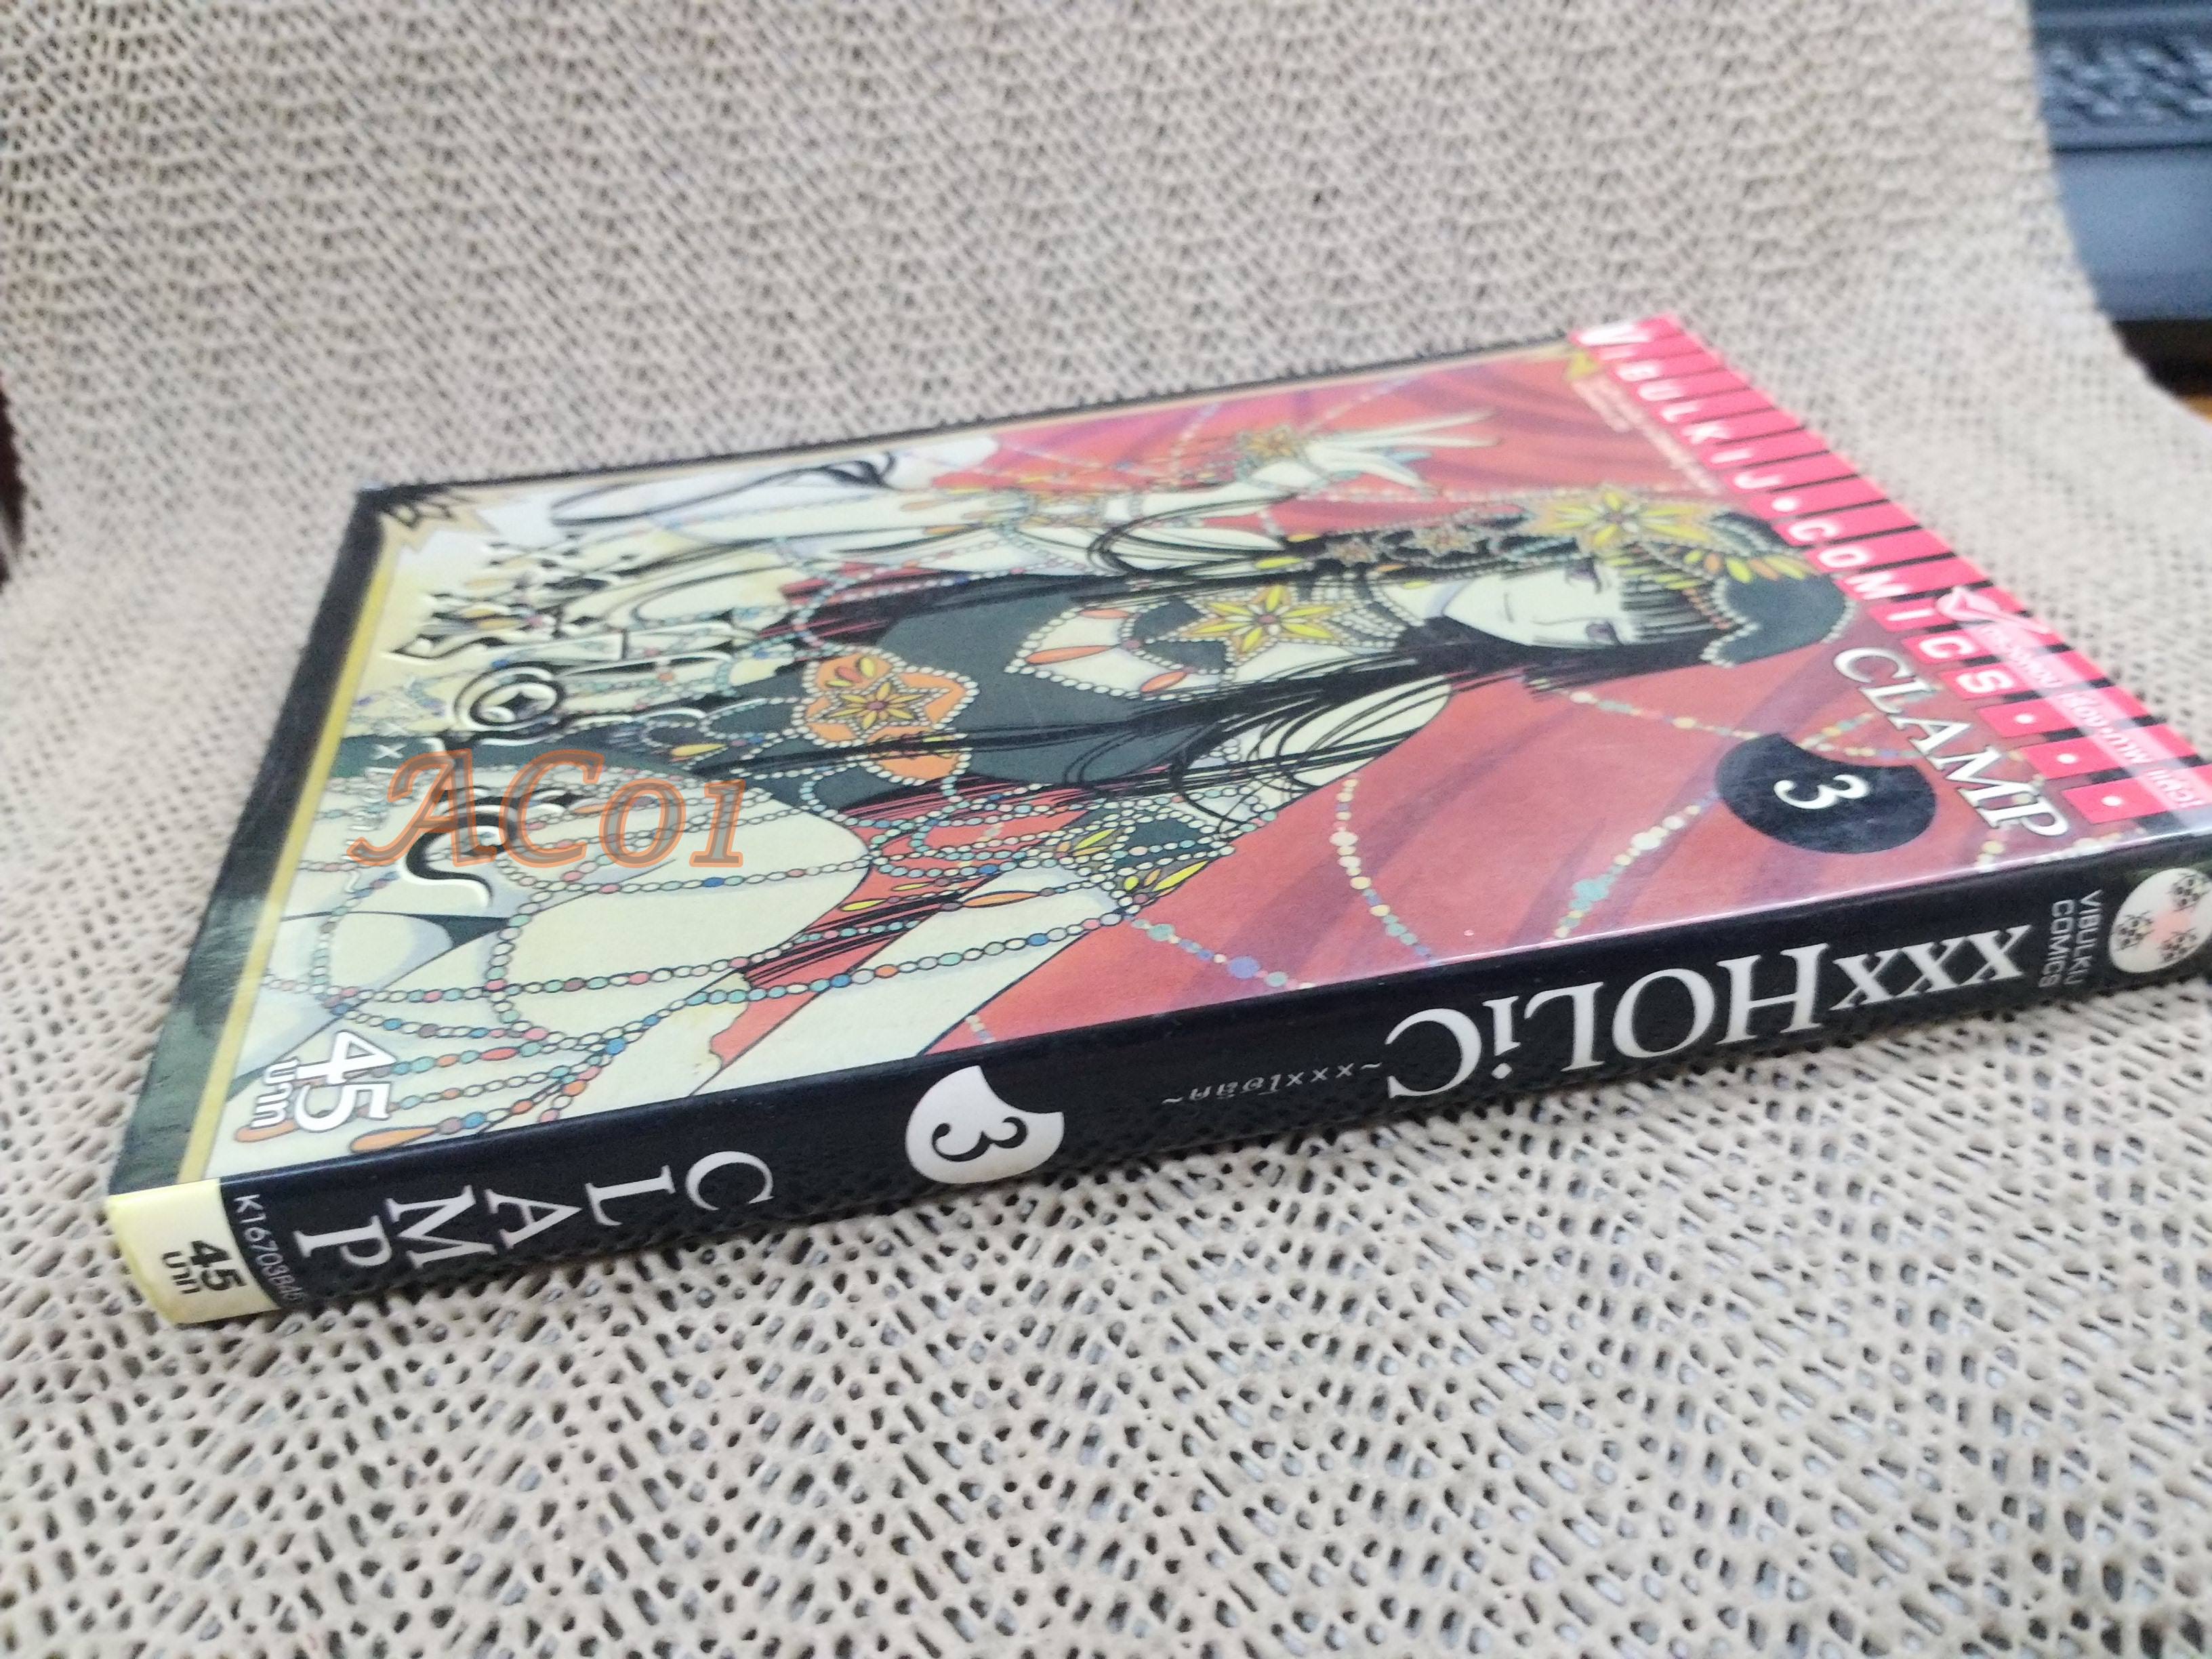 VIBULKIJ•COMICS
CLAMP
3
45
บาท
VIBULKIJ
COMICS
xxxHOLiC
~xxxโฮลิค~
3
CLAMP
45
บาท
ACoı